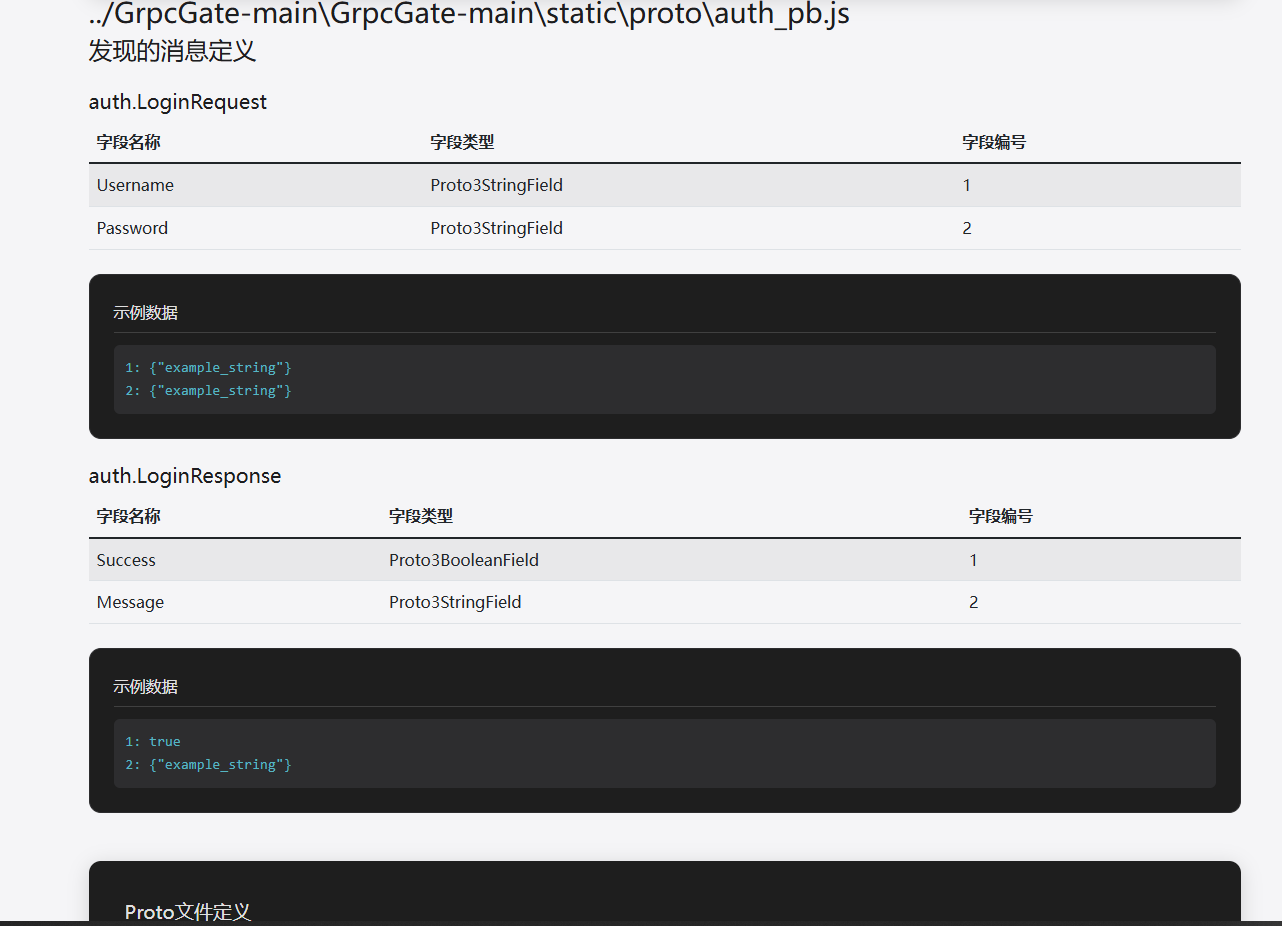 ../GrpcGate-main\GrpcGate-main\static\proto\auth_pb.js
发现的消息定义
auth.LoginRequest
字段名称 字段类型 字段编号
Username Proto3StringField 1
Password Proto3StringField 2
示例数据
1: {"example_string"}
2: {"example_string"}
auth.LoginResponse
字段名称 字段类型 字段编号
Success Proto3BooleanField 1
Message Proto3StringField 2
示例数据
1: true
2: {"example_string"}
Proto文件定义